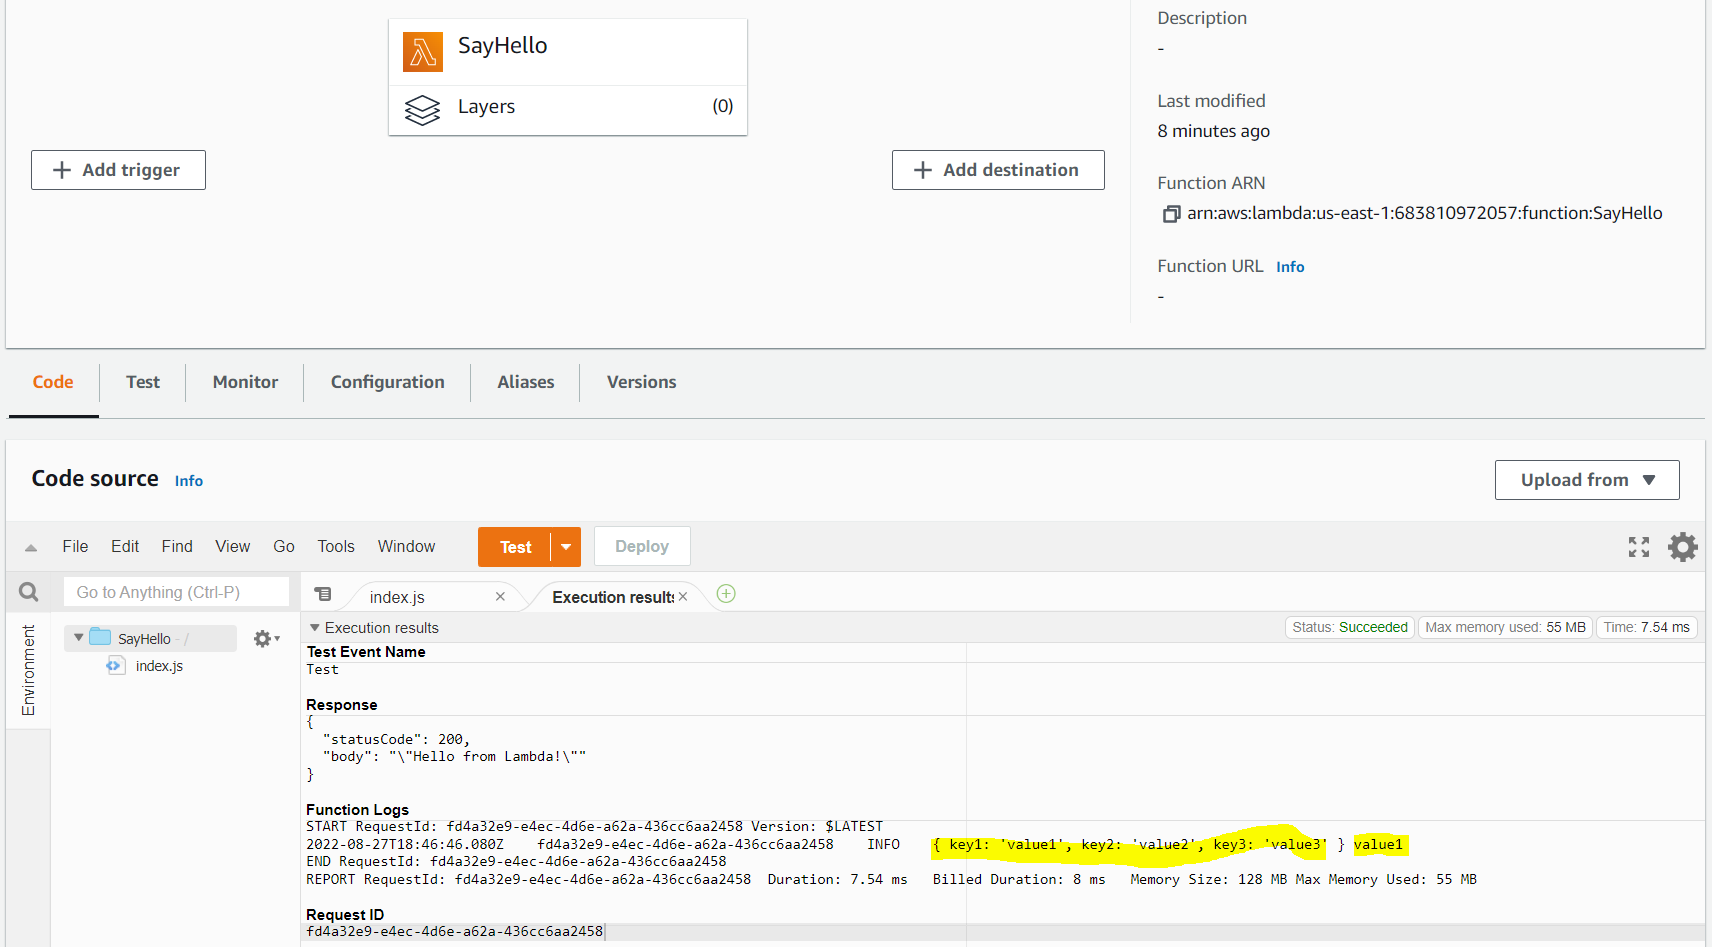 SayHello
Layers (0)
Add trigger
Add destination
Description
-
Last modified
8 minutes ago
Function ARN
arn:aws:lambda:us-east-1:683810972057:function:SayHello
Function URL Info
-
Code Test Monitor Configuration Aliases Versions
Code source Info
Upload from
File Edit Find View Go Tools Window Test Deploy
Go to Anything (Ctrl-P)
index.js Execution results
Environment
SayHello - /
index.js
Execution results
Status: Succeeded Max memory used: 55 MB Time: 7.54 ms
Test Event Name
Test
Response
{
"statusCode": 200,
"body": "\"Hello from Lambda!\""
}
Function Logs
START RequestId: fd4a32e9-e4ec-4d6e-a62a-436cc6aa2458 Version: $LATEST
2022-08-27T18:46:46.080Z fd4a32e9-e4ec-4d6e-a62a-436cc6aa2458 INFO { key1: 'value1', key2: 'value2', key3: 'value3' } value1
END RequestId: fd4a32e9-e4ec-4d6e-a62a-436cc6aa2458
REPORT RequestId: fd4a32e9-e4ec-4d6e-a62a-436cc6aa2458 Duration: 7.54 ms Billed Duration: 8 ms Memory Size: 128 MB Max Memory Used: 55 MB
Request ID
fd4a32e9-e4ec-4d6e-a62a-436cc6aa2458